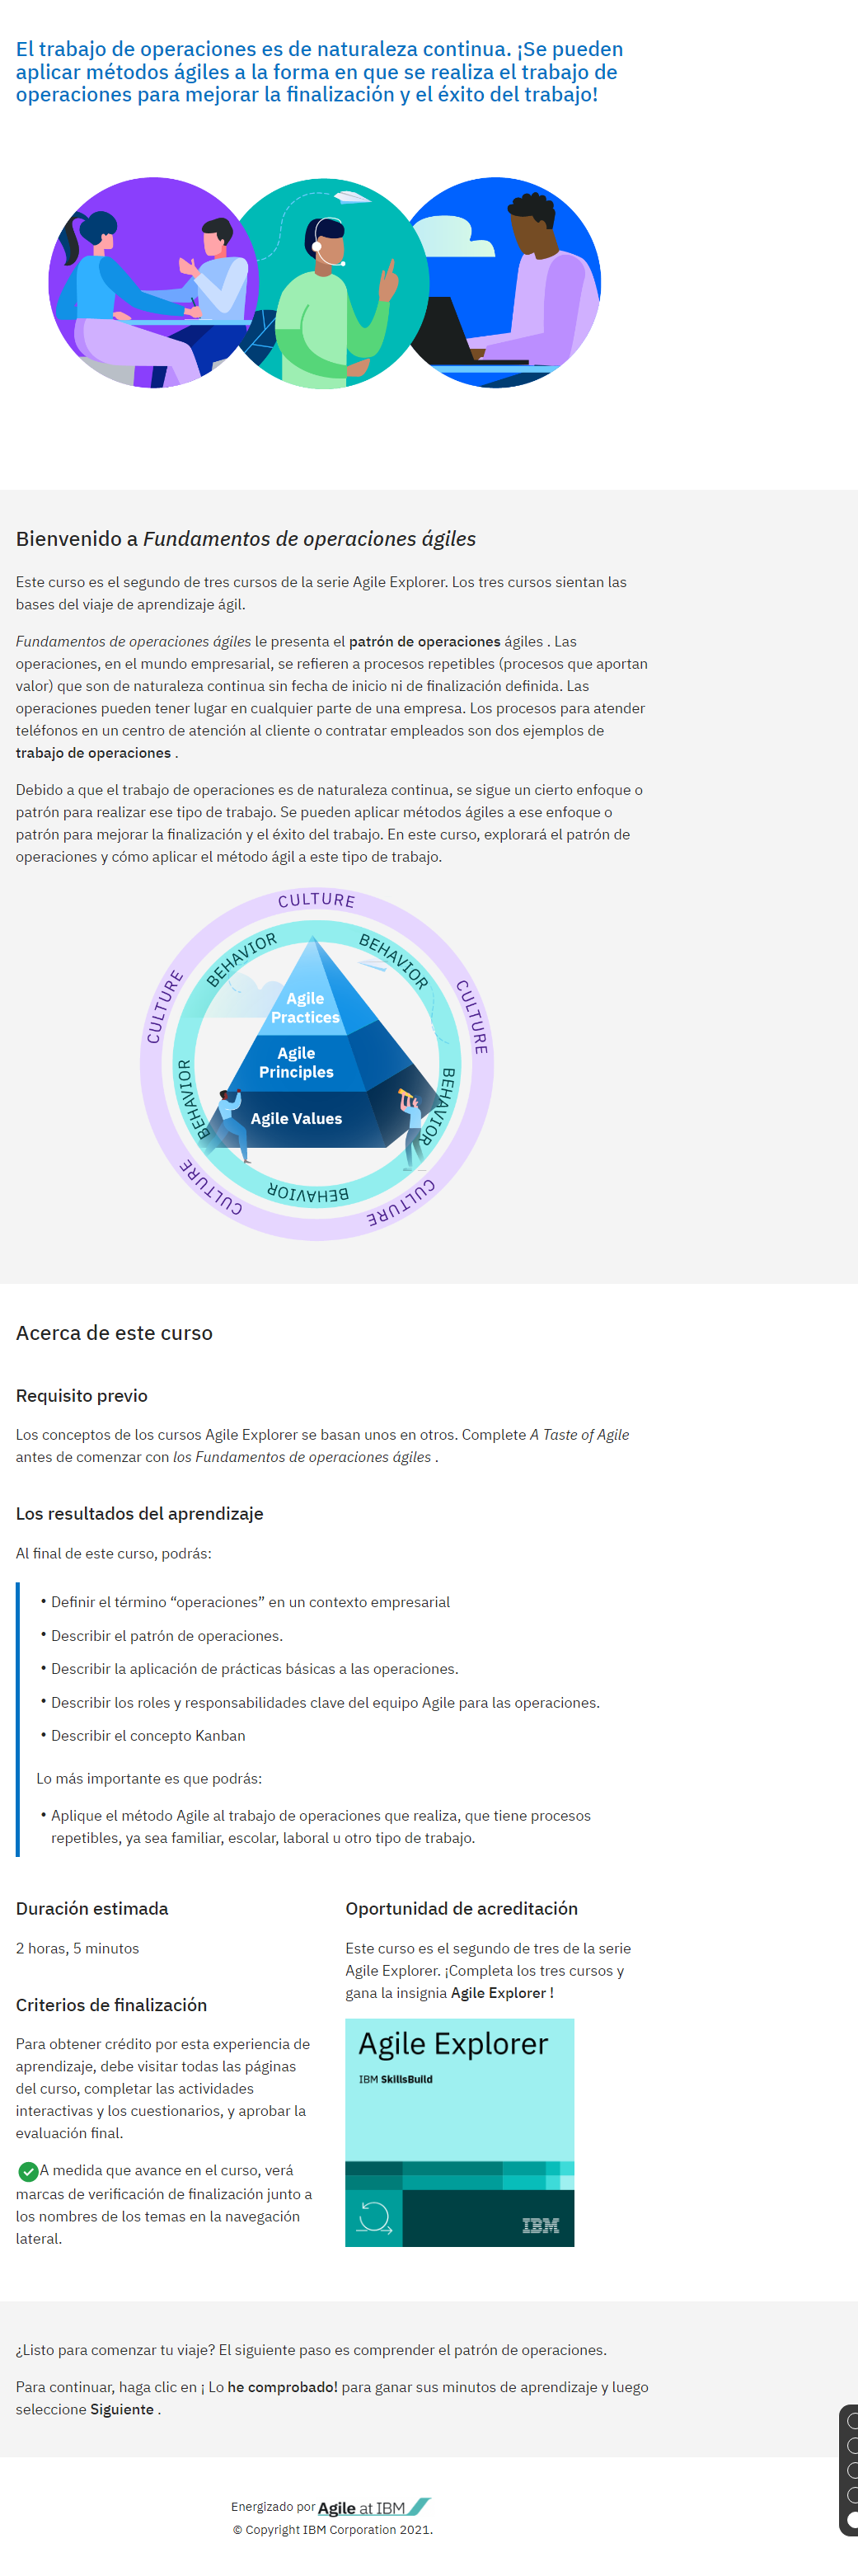 El trabajo de operaciones es de naturaleza continua. ¡Se pueden
aplicar métodos ágiles a la forma en que se realiza el trabajo de
operaciones para mejorar la finalización y el éxito del trabajo!
Bienvenido a Fundamentos de operaciones ágiles
Este curso es el segundo de tres cursos de la serie Agile Explorer. Los tres cursos sientan las
bases del viaje de aprendizaje ágil.
Fundamentos de operaciones ágiles le presenta el patrón de operaciones ágiles . Las
operaciones, en el mundo empresarial, se refieren a procesos repetibles (procesos que aportan
valor) que son de naturaleza continua sin fecha de inicio ni de finalización definida. Las
operaciones pueden tener lugar en cualquier parte de una empresa. Los procesos para atender
teléfonos en un centro de atención al cliente o contratar empleados son dos ejemplos de
trabajo de operaciones .
Debido a que el trabajo de operaciones es de naturaleza continua, se sigue un cierto enfoque o
patrón para realizar ese tipo de trabajo. Se pueden aplicar métodos ágiles a ese enfoque o
patrón para mejorar la finalización y el éxito del trabajo. En este curso, explorará el patrón de
operaciones y cómo aplicar el método ágil a este tipo de trabajo.
CULTURE
CULTURE
CULTURE
CULTURE
CULTURE
BEHAVIOR
BEHAVIOR
BEHAVIOR
BEHAVIOR
BEHAVIOR
Agile
Practices
Agile
Principles
Agile Values
Acerca de este curso
Requisito previo
Los conceptos de los cursos Agile Explorer se basan unos en otros. Complete A Taste of Agile
antes de comenzar con los Fundamentos de operaciones ágiles .
Los resultados del aprendizaje
Al final de este curso, podrás:
• Definir el término “operaciones” en un contexto empresarial
• Describir el patrón de operaciones.
• Describir la aplicación de prácticas básicas a las operaciones.
• Describir los roles y responsabilidades clave del equipo Agile para las operaciones.
• Describir el concepto Kanban
Lo más importante es que podrás:
• Aplique el método Agile al trabajo de operaciones que realiza, que tiene procesos
repetibles, ya sea familiar, escolar, laboral u otro tipo de trabajo.
Duración estimada
2 horas, 5 minutos
Criterios de finalización
Para obtener crédito por esta experiencia de
aprendizaje, debe visitar todas las páginas
del curso, completar las actividades
interactivas y los cuestionarios, y aprobar la
evaluación final.
A medida que avance en el curso, verá
marcas de verificación de finalización junto a
los nombres de los temas en la navegación
lateral.
Oportunidad de acreditación
Este curso es el segundo de tres de la serie
Agile Explorer. ¡Completa los tres cursos y
gana la insignia Agile Explorer !
Agile Explorer
IBM SkillsBuild
IBM
¿Listo para comenzar tu viaje? El siguiente paso es comprender el patrón de operaciones.
Para continuar, haga clic en ¡ Lo he comprobado! para ganar sus minutos de aprendizaje y luego
seleccione Siguiente .
Energizado por Agile at IBM
© Copyright IBM Corporation 2021.